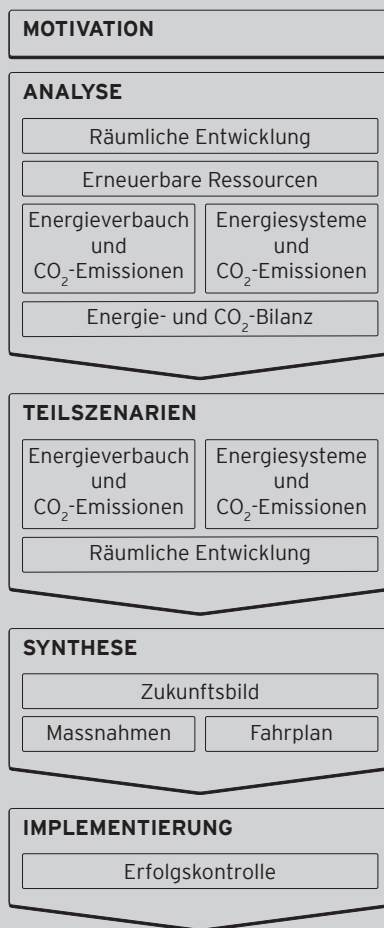 MOTIVATION
ANALYSE
Räumliche Entwicklung
Erneuerbare Ressourcen
Energieverbauch
und
CO₂-Emissionen
Energiesysteme
und
CO₂-Emissionen
Energie- und CO₂-Bilanz
TEILSZENARIEN
Energieverbauch
und
CO₂-Emissionen
Energiesysteme
und
CO₂-Emissionen
Räumliche Entwicklung
SYNTHESE
Zukunftsbild
Massnahmen
Fahrplan
IMPLEMENTIERUNG
Erfolgskontrolle